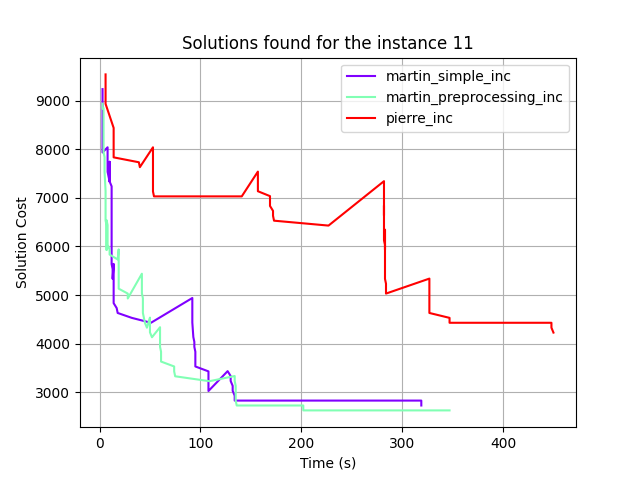 Solutions found for the instance 11
martin_simple_inc
martin_preprocessing_inc
pierre_inc
Solution Cost
9000
8000
7000
6000
5000
4000
3000
0 100 200 300 400
Time (s)